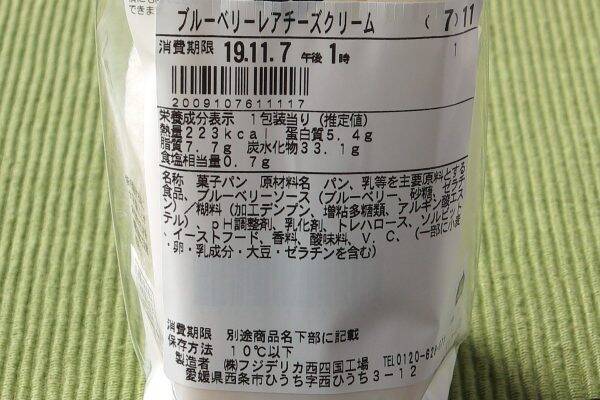 ブルーベリーレアチーズクリーム (7)11
消費期限 19.11.7 午後 1時 1
2009107611117
栄養成分表示 1包装当り(推定値)
熱量223kcal 蛋白質5.4g
脂質7.7g 炭水化物33.1g
食塩相当量0.7g
名称 菓子パン 原材料名 パン、乳等を主要原料とする
食品、ブルーベリーソース(ブルーベリー、砂糖、ゼラチ
ン)/糊料(加工デンプン、増粘多糖類、アルギン酸エス
テル)、pH調整剤、乳化剤、トレハロース、ソルビッ
ト、イーストフード、香料、酸味料、V.C、(一部に小麦
・卵・乳成分・大豆・ゼラチンを含む)
消費期限 別途商品名下部に記載
保存方法 10℃以下
製造者 (株)フジデリカ西四国工場 TEL0120-62
愛媛県西条市ひうち字西ひうち3-12